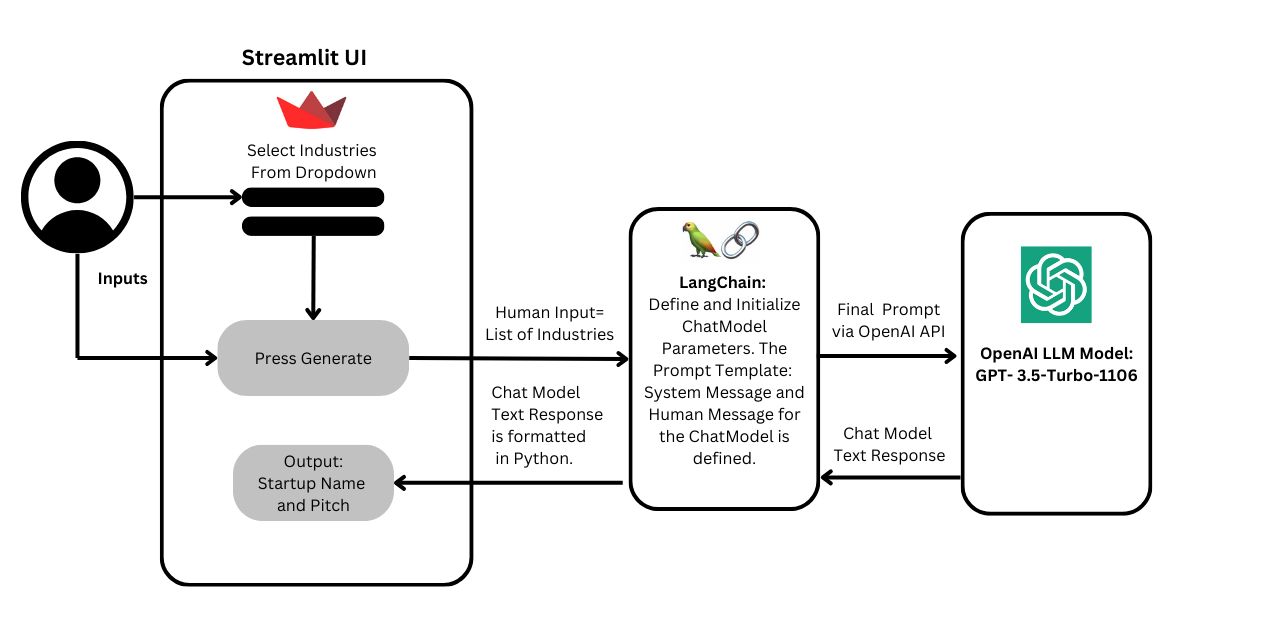 Streamlit UI
Select Industries
From Dropdown
Inputs
Press Generate
Output:
Startup Name
and Pitch
Human Input=
List of Industries
Chat Model
Text Response
is formatted
in Python.
LangChain:
Define and Initialize
ChatModel
Parameters. The
Prompt Template:
System Message and
Human Message for
the ChatModel is
defined.
Final Prompt
via OpenAI API
Chat Model
Text Response
OpenAI LLM Model:
GPT- 3.5-Turbo-1106